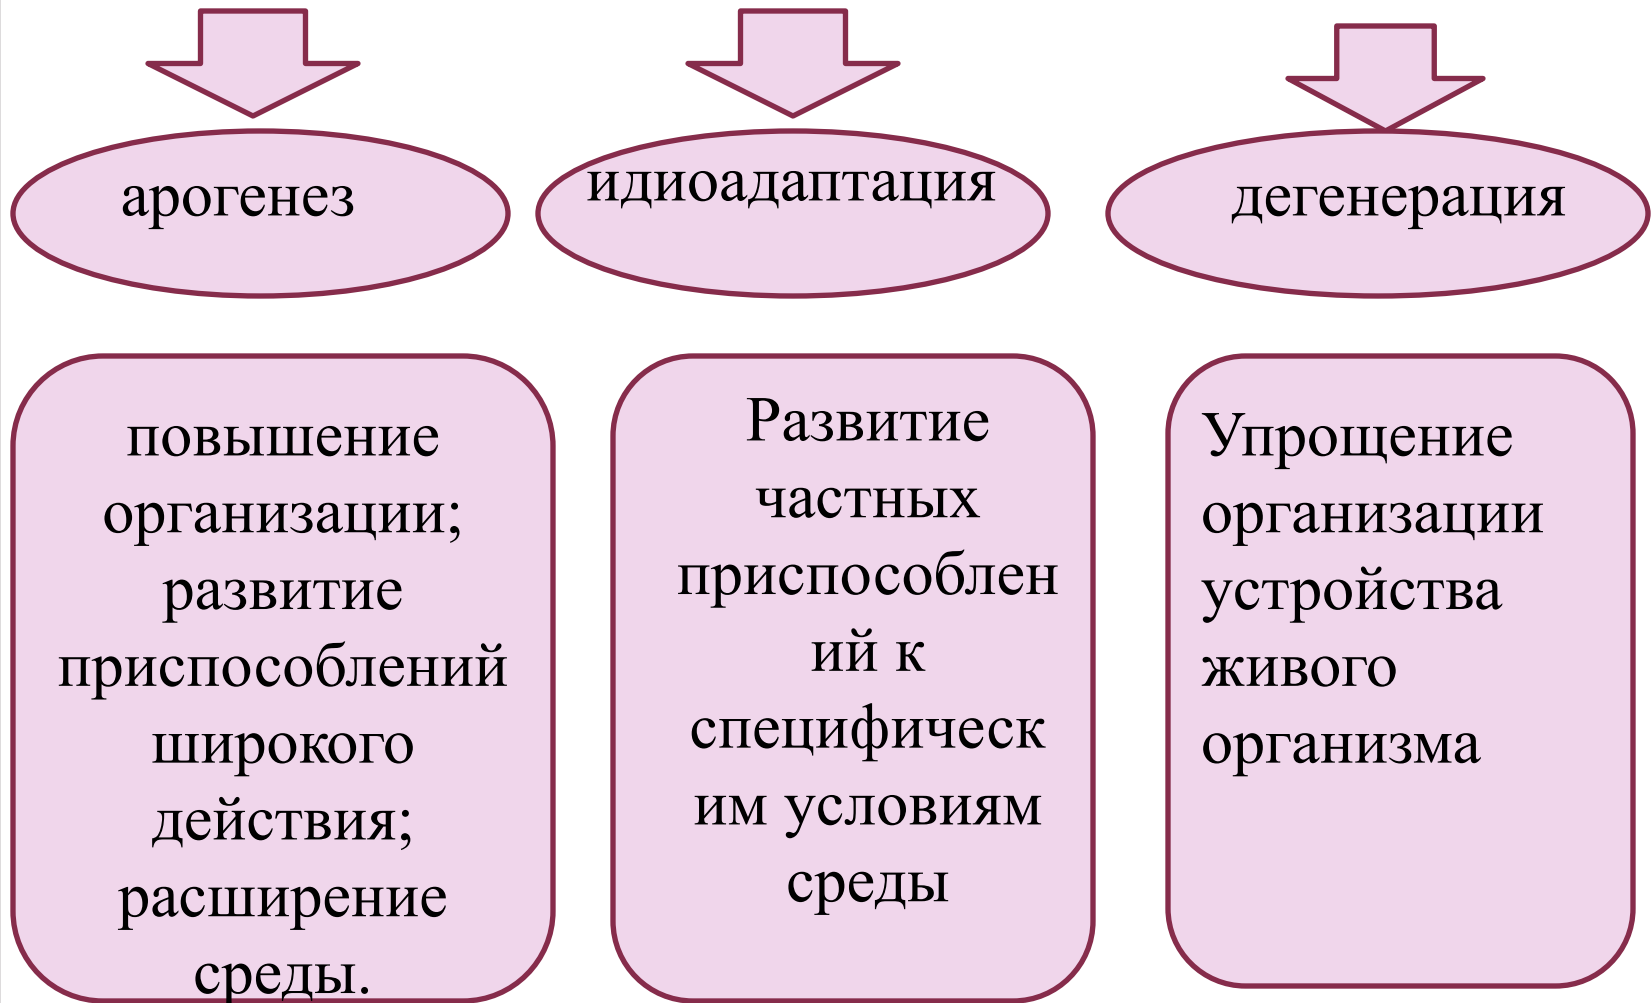 арогенез
идиоадаптация
дегенерация
повышение
организации;
развитие
приспособлений
широкого
действия;
расширение
среды.
Развитие
частных
приспособлен
ий к
специфическ
им условиям
среды
Упрощение
организации
устройства
живого
организма